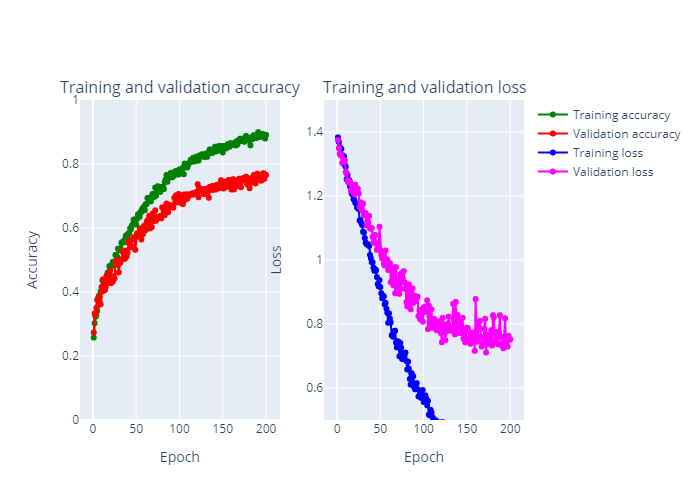 Training and validation accuracy
Training and validation loss
1
0.8
0.6
0.4
0.2
0
0
50
100
150
200
Epoch
Accuracy
1.4
1.2
1
0.8
0.6
0
50
100
150
200
Epoch
Loss
Training accuracy
Validation accuracy
Training loss
Validation loss